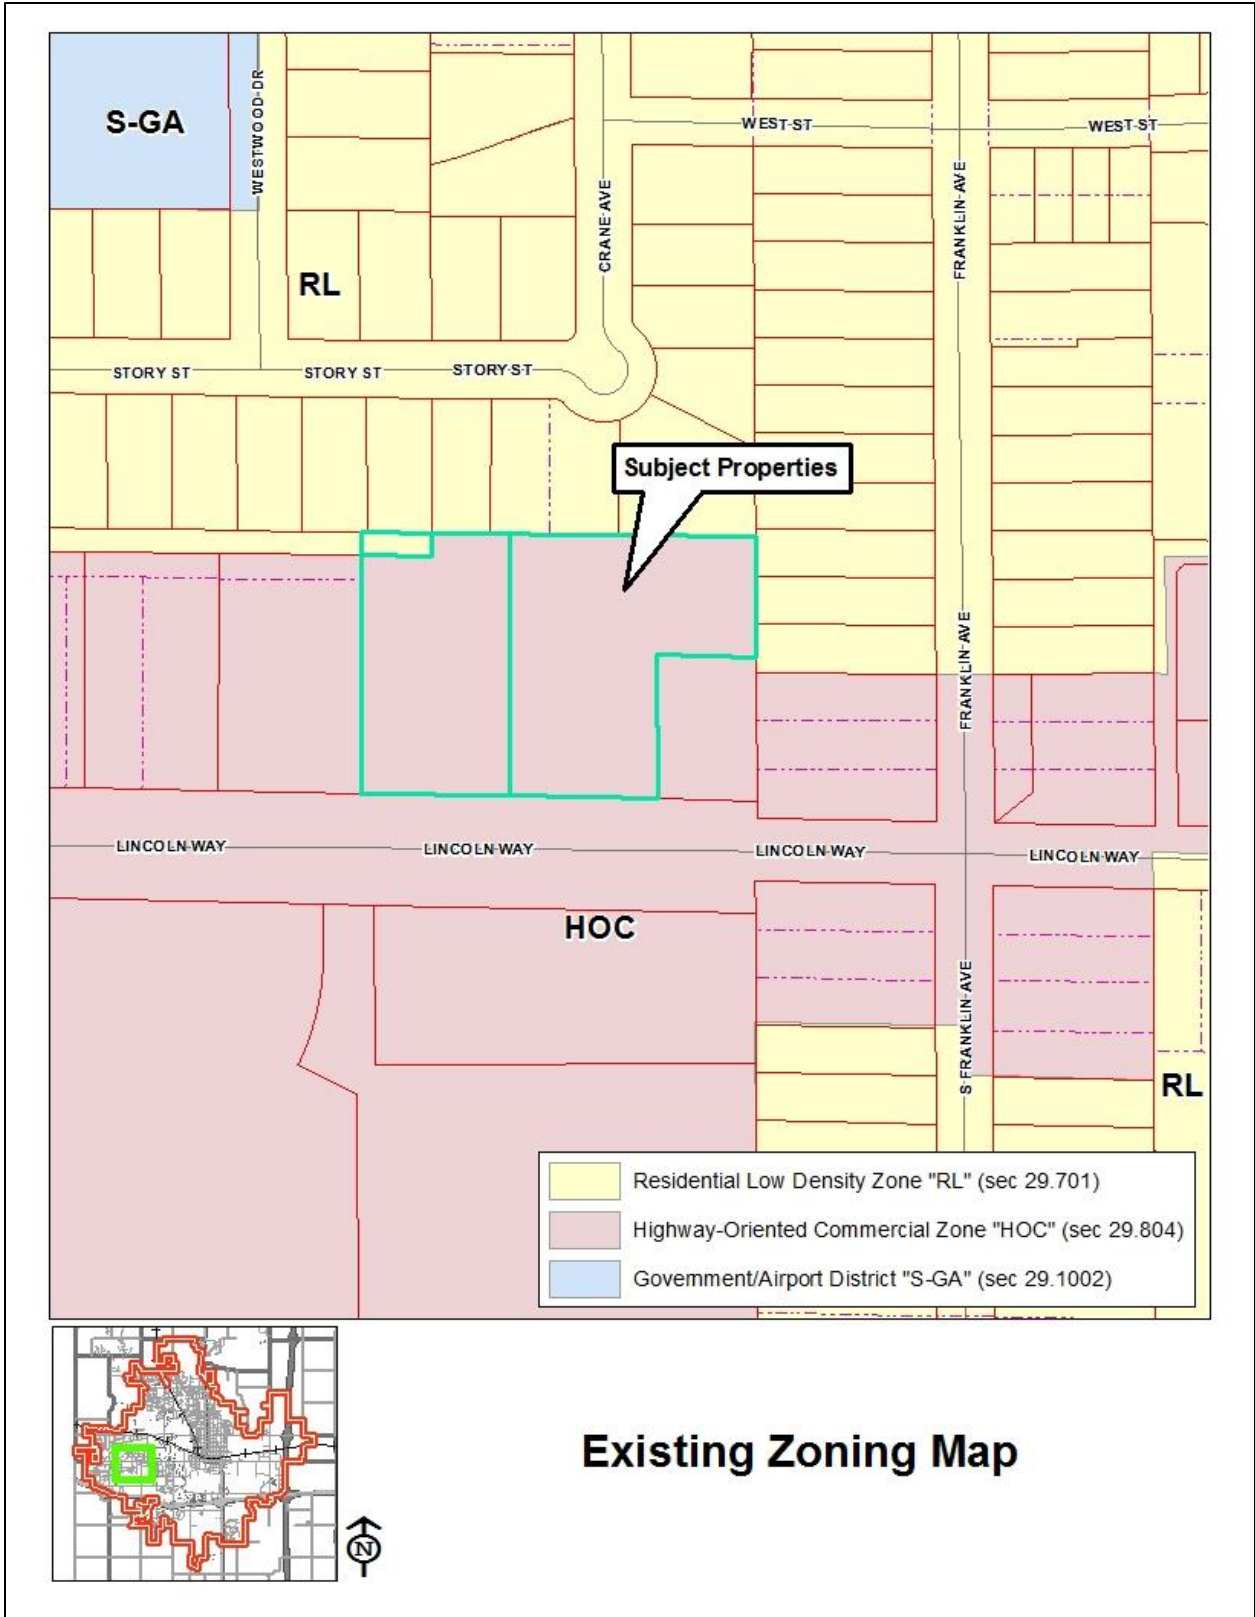 S-GA
WESTWOOD DR
WEST ST
WEST ST
CRANE AVE
FRANKLIN AVE
RL
STORY ST
STORY ST
STORY ST
Subject Properties
FRANKLIN AVE
LINCOLN WAY
LINCOLN WAY
LINCOLN WAY
LINCOLN WAY
HOC
S FRANKLIN AVE
RL
Residential Low Density Zone "RL" (sec 29.701)
Highway-Oriented Commercial Zone "HOC" (sec 29.804)
Government/Airport District "S-GA" (sec 29.1002)
Existing Zoning Map
N